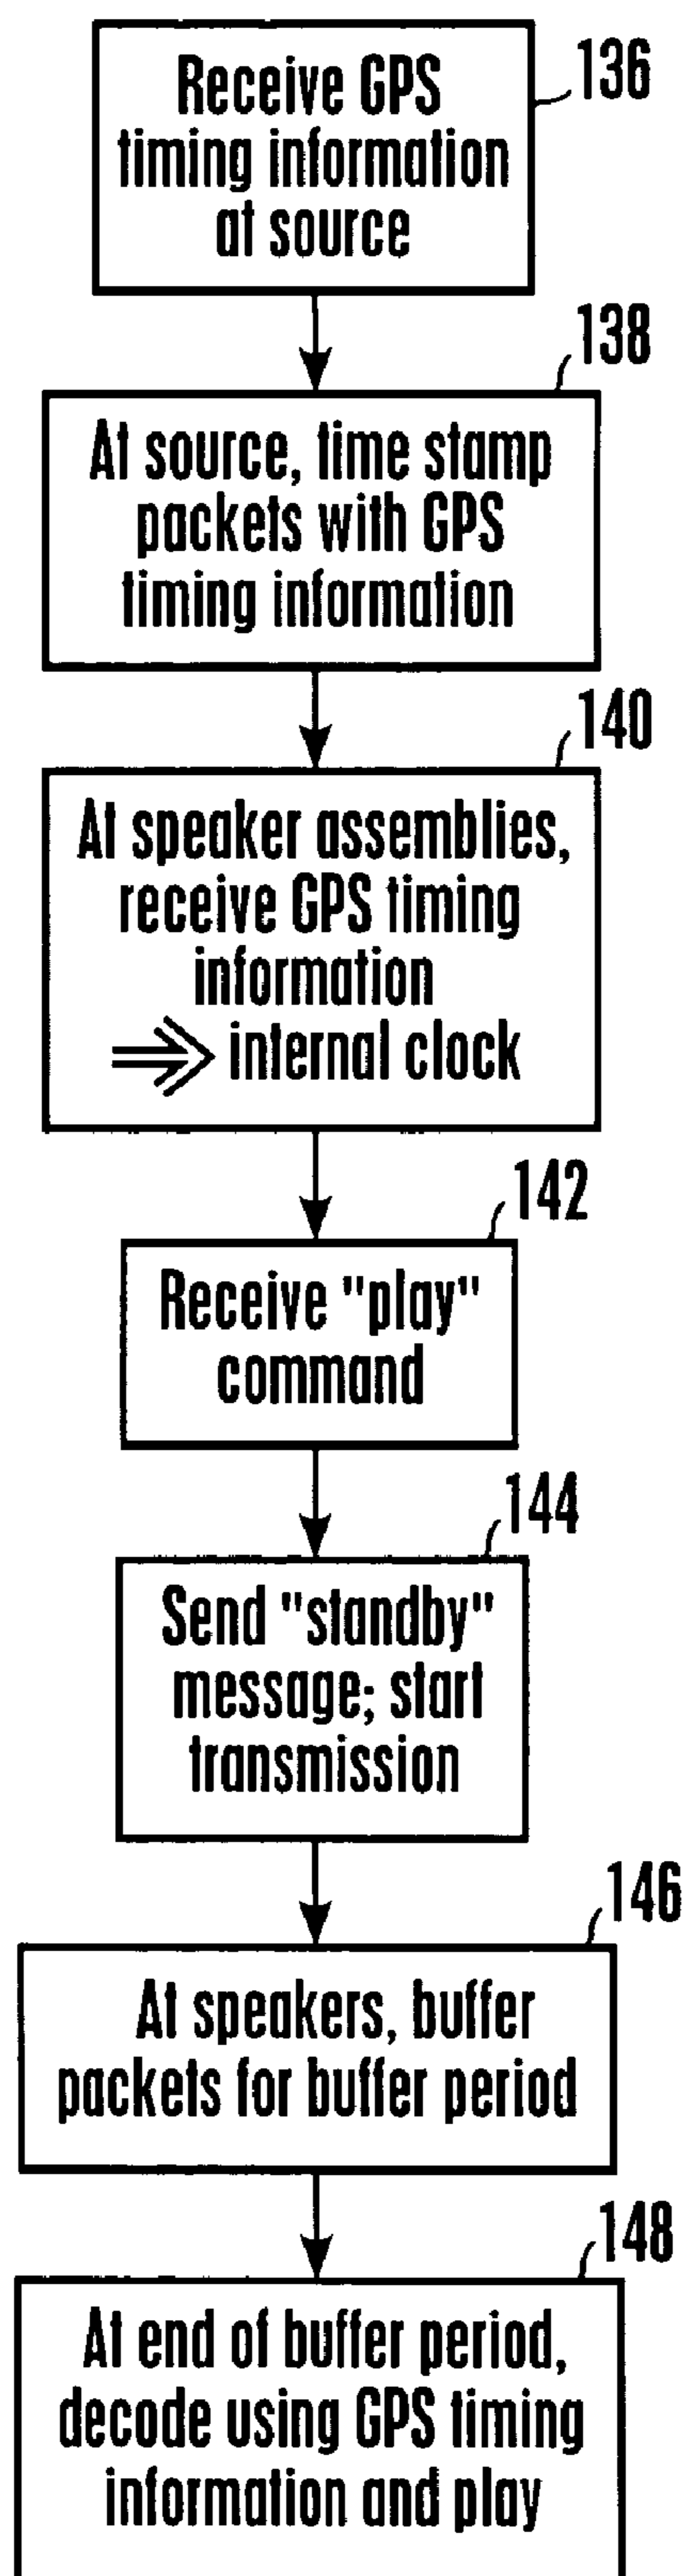 Receive GPS
timing information
at source
136
138
At source, time stamp
packets with GPS
timing information
140
At speaker assemblies,
receive GPS timing
information
⇒ internal clock
142
Receive "play"
command
144
Send "standby"
message; start
transmission
146
At speakers, buffer
packets for buffer period
148
At end of buffer period,
decode using GPS timing
information and play